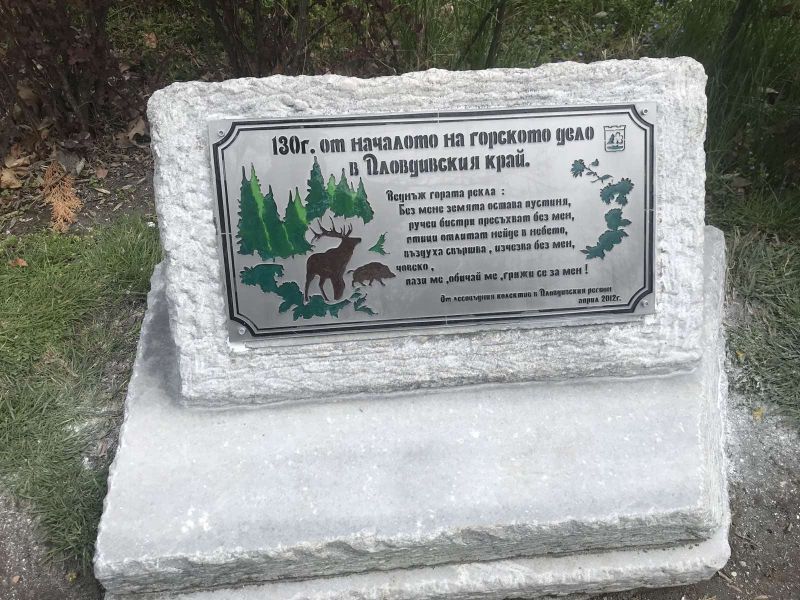 130г. от началото на горското дело
в Пловдивския край.
Веднъж гората рекла :
Без мене земята остава пустиня,
ручеи бистри пресъхват без мен,
птици отлитат нейде в небето,
въздуха свършва , изчезва без мен,
човеко ,
пази ме ,обичай ме ,грижи се за мен !
От лесовъдния колектив в Пловдивския регион
април 2012г.